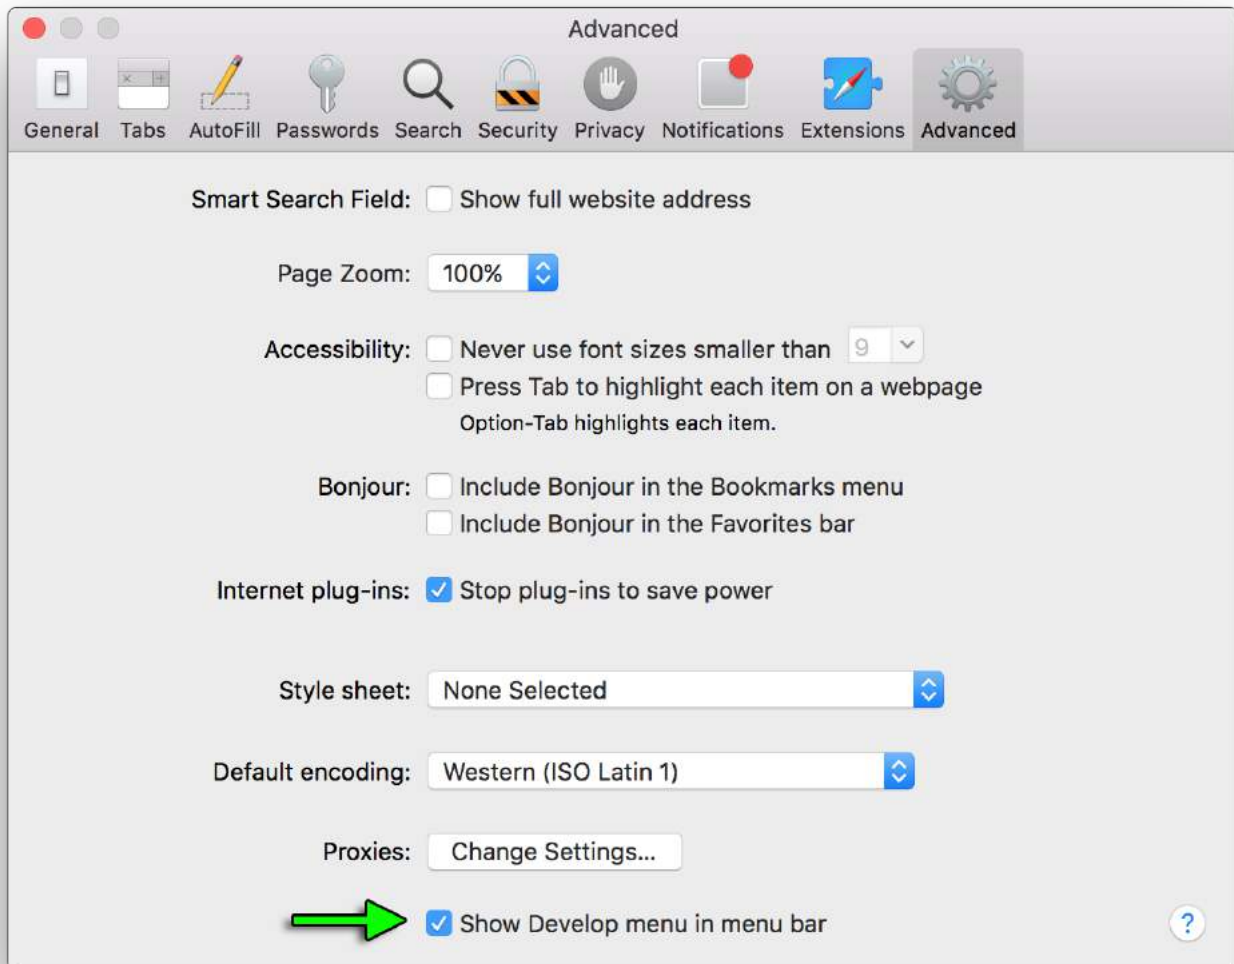 Advanced
General Tabs AutoFill Passwords Search Security Privacy Notifications Extensions Advanced
Smart Search Field: Show full website address
Page Zoom: 100%
Accessibility: Never use font sizes smaller than 9
Press Tab to highlight each item on a webpage
Option-Tab highlights each item.
Bonjour: Include Bonjour in the Bookmarks menu
Include Bonjour in the Favorites bar
Internet plug-ins: Stop plug-ins to save power
Style sheet: None Selected
Default encoding: Western (ISO Latin 1)
Proxies: Change Settings...
Show Develop menu in menu bar ?